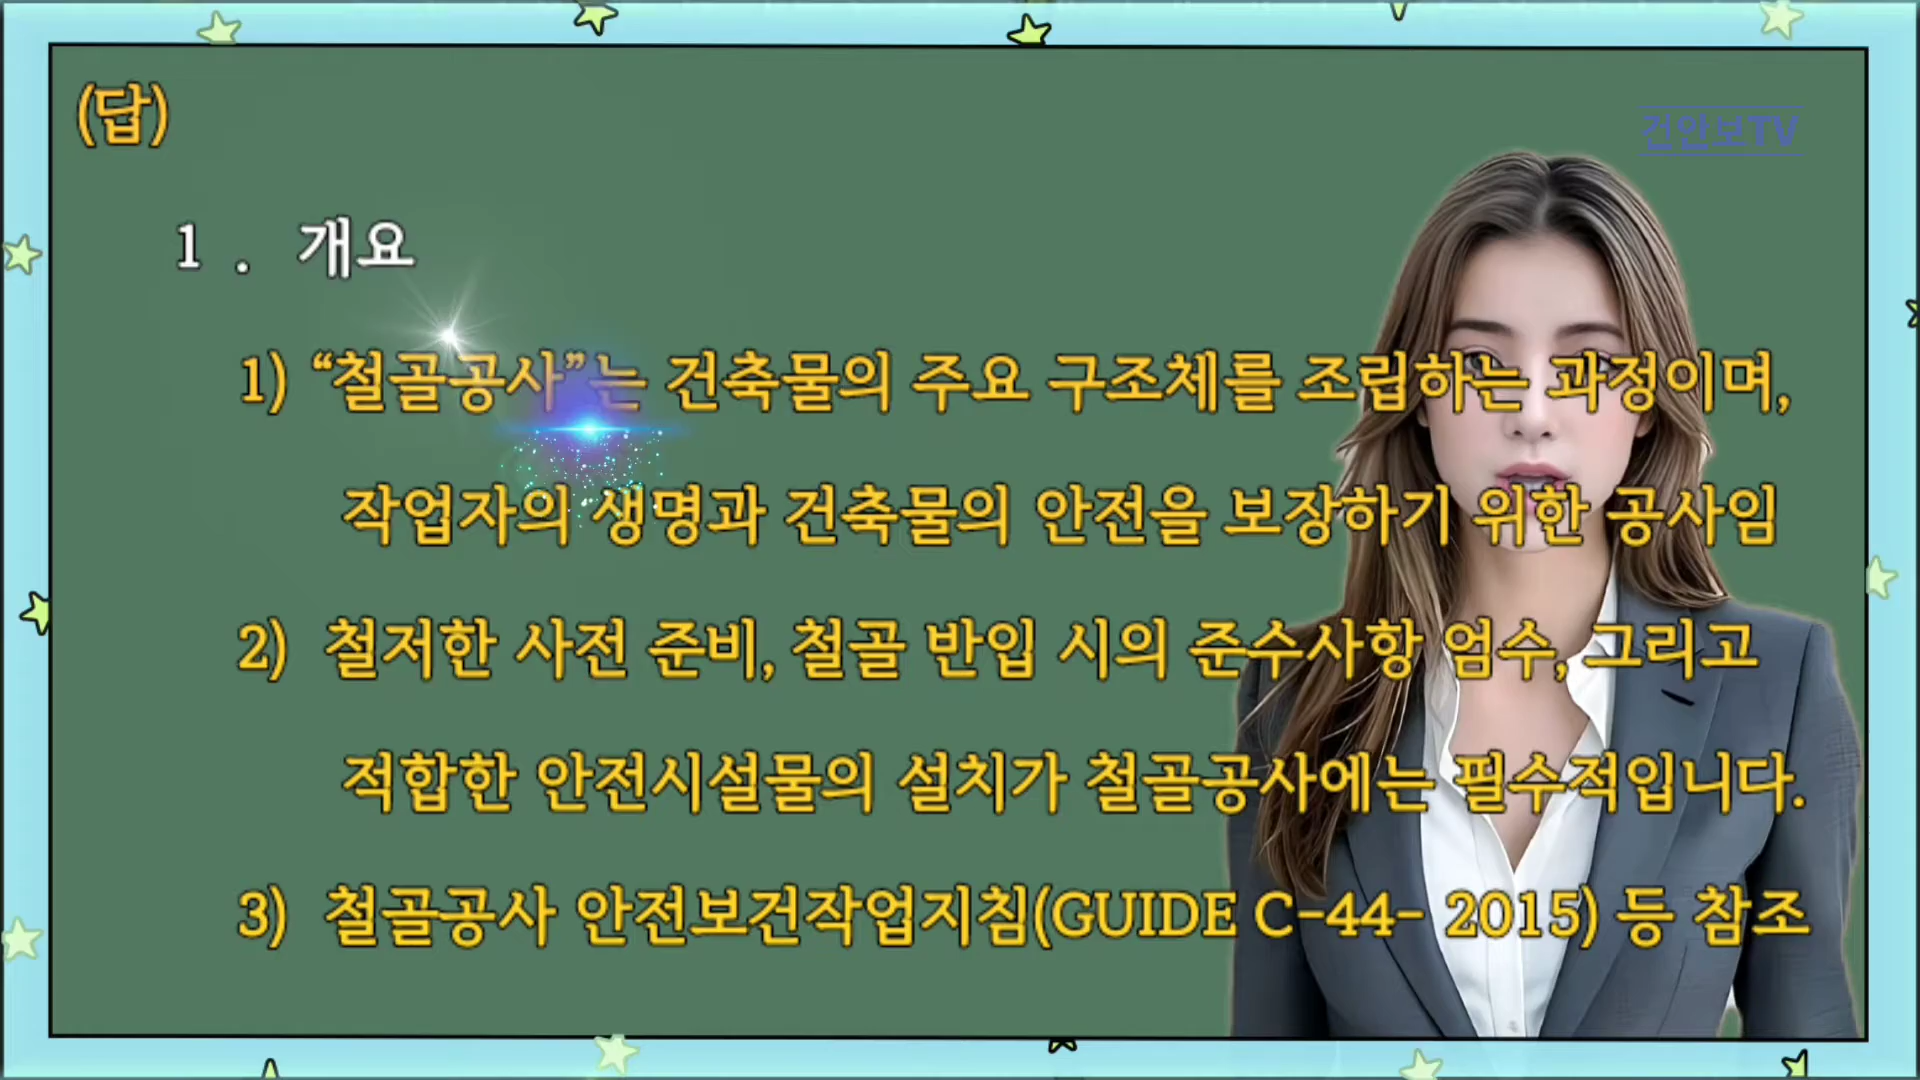 (답)
건안보TV
1 . 개요
1) “철골공사”는 건축물의 주요 구조체를 조립하는 과정이며,
작업자의 생명과 건축물의 안전을 보장하기 위한 공사임
2) 철저한 사전 준비, 철골 반입 시의 준수사항 엄수, 그리고
적합한 안전시설물의 설치가 철골공사에는 필수적입니다.
3) 철골공사 안전보건작업지침(GUIDE C-44- 2015) 등 참조